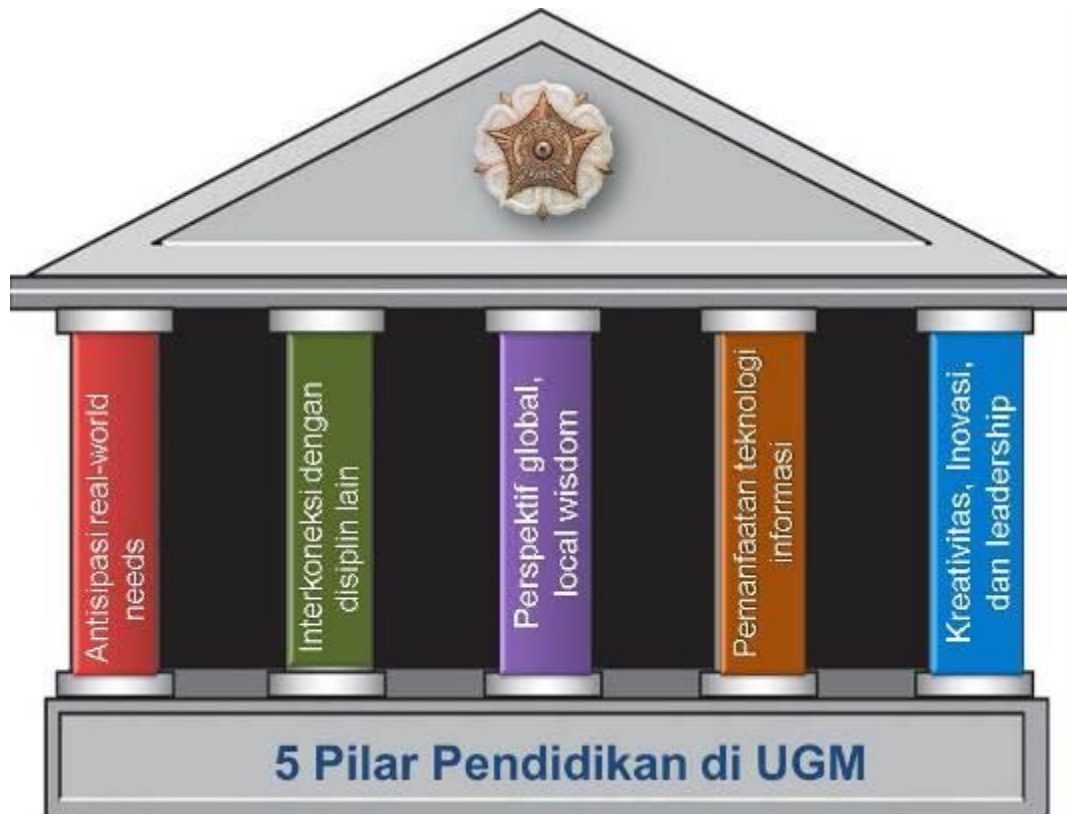 Antisipasi real-world
needs
Interkoneksi dengan
disiplin lain
Perspektif global,
local wisdom
Pemanfaatan teknologi
informasi
Kreativitas, Inovasi,
dan leadership
5 Pilar Pendidikan di UGM